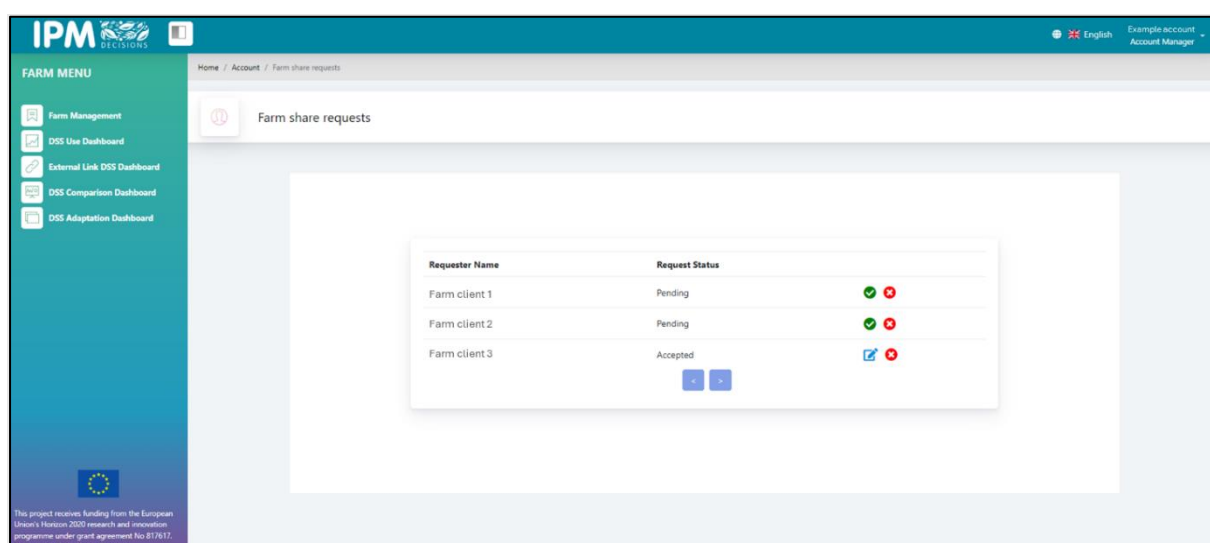 IPM DECISIONS
English
Example account
Account Manager
FARM MENU
Home / Account / Farm share requests
Farm share requests
Farm Management
DSS Use Dashboard
External Link DSS Dashboard
DSS Comparison Dashboard
DSS Adaptation Dashboard
Requester Name Request Status
Farm client 1 Pending
Farm client 2 Pending
Farm client 3 Accepted
< >
This project receives funding from the European
Union's Horizon 2020 research and innovation
programme under grant agreement No 817617.